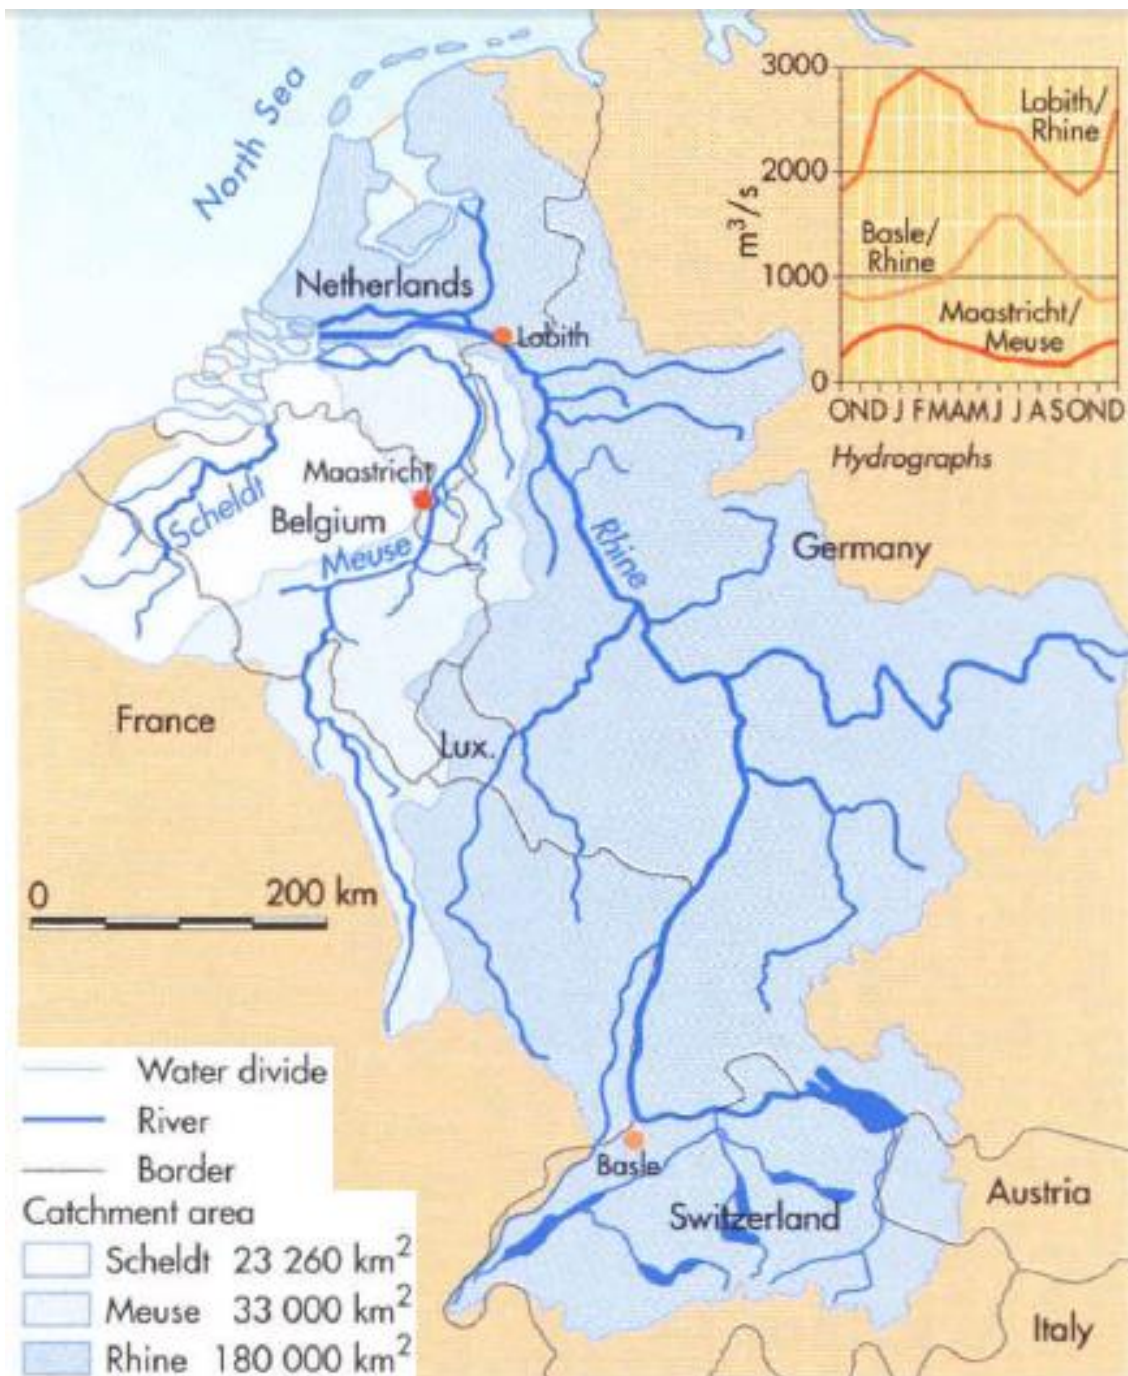 North Sea
3000
Lobith/
Rhine
2000
m³/s
Basle/
Rhine
1000
Maastricht/
Meuse
0
OND J FMAM J J A SOND
Hydrographs
Netherlands
Lobith
Maastricht
Scheldt
Belgium
Meuse
Rhine
Germany
France
Lux.
0 200 km
Basle
Switzerland
Austria
Italy
Water divide
River
Border
Catchment area
Scheldt 23 260 km²
Meuse 33 000 km²
Rhine 180 000 km²